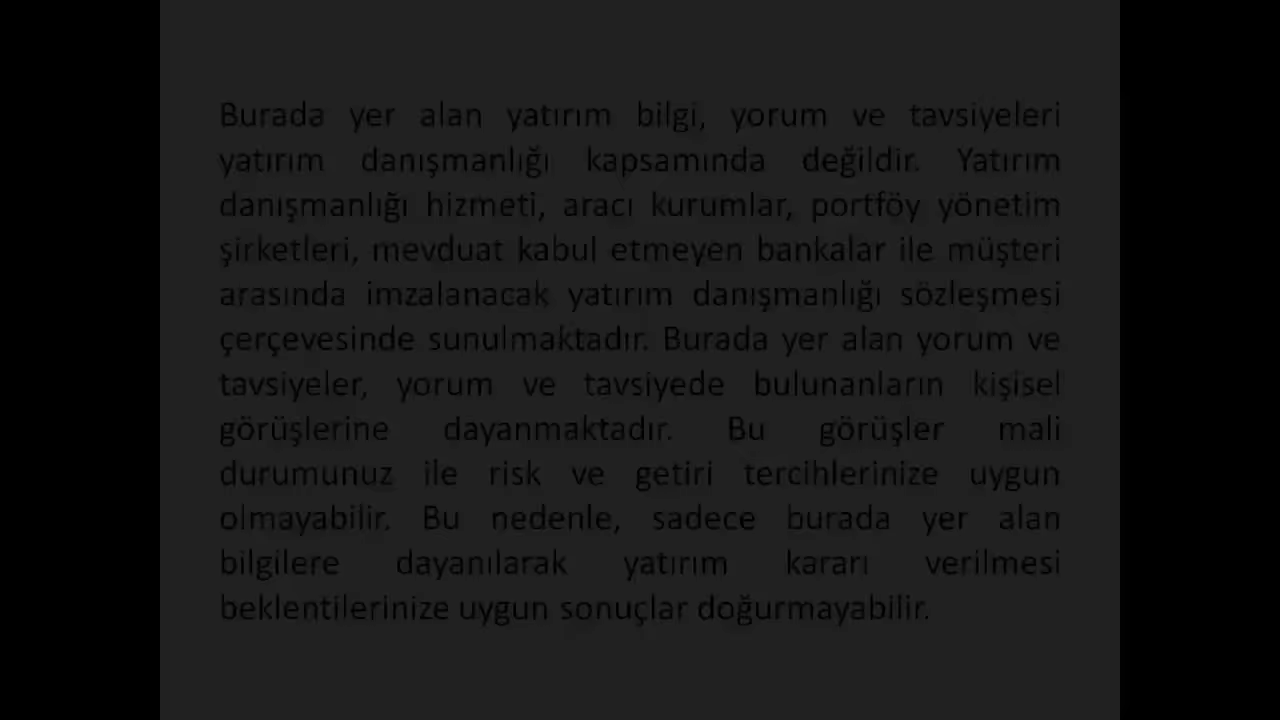 Burada yer alan yatırım bilgi, yorum ve tavsiyeleri
yatırım danışmanlığı kapsamında değildir. Yatırım
danışmanlığı hizmeti, aracı kurumlar, portföy yönetim
şirketleri, mevduat kabul etmeyen bankalar ile müşteri
arasında imzalanacak yatırım danışmanlığı sözleşmesi
çerçevesinde sunulmaktadır. Burada yer alan yorum ve
tavsiyeler, yorum ve tavsiyede bulunanların kişisel
görüşlerine dayanmaktadır. Bu görüşler mali
durumunuz ile risk ve getiri tercihlerinize uygun
olmayabilir. Bu nedenle, sadece burada yer alan
bilgilere dayanılarak yatırım kararı verilmesi
beklentilerinize uygun sonuçlar doğurmayabilir.